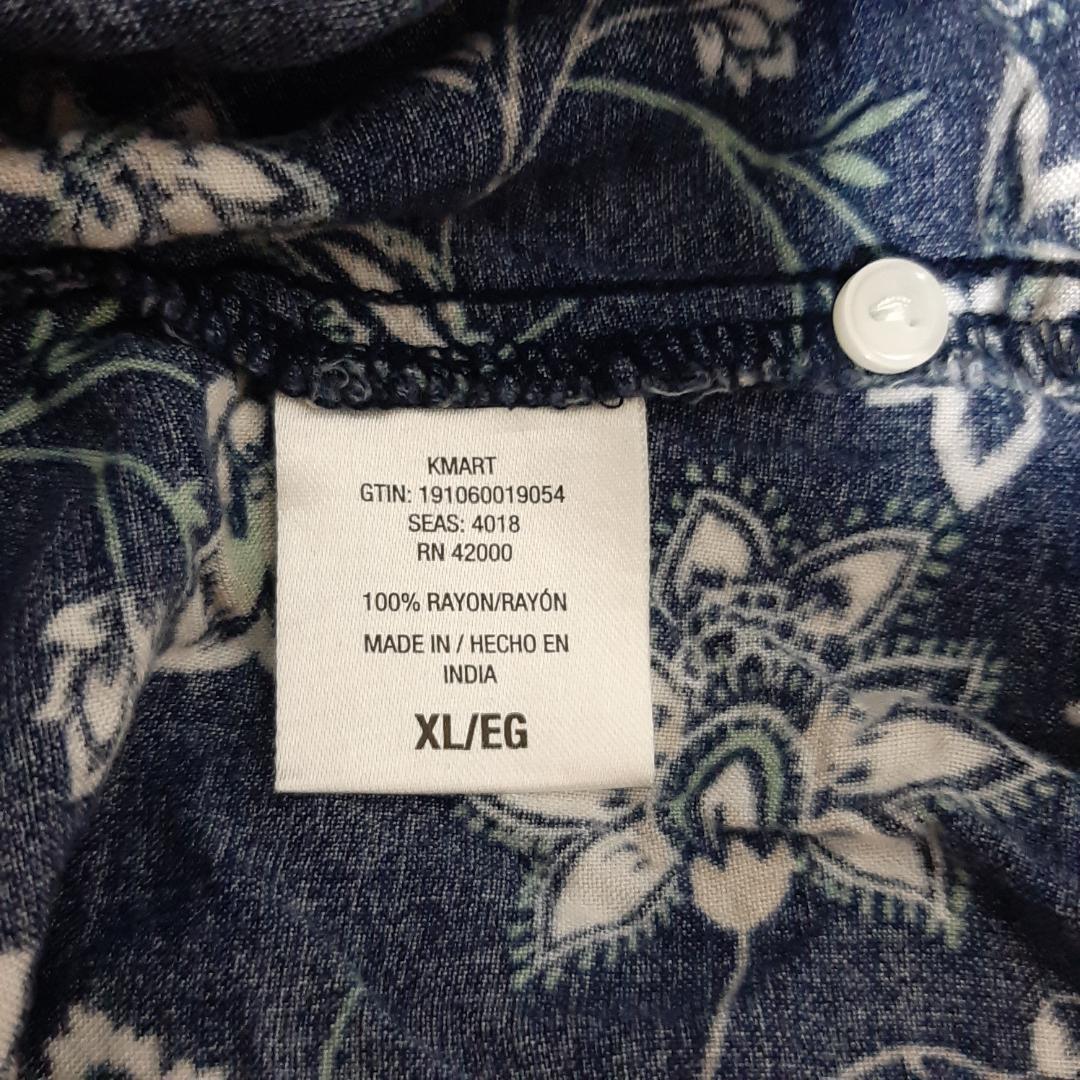 KMART
GTIN: 191060019054
SEAS: 4018
RN 42000
100% RAYON/RAYÓN
MADE IN / HECHO EN
INDIA
XL/EG